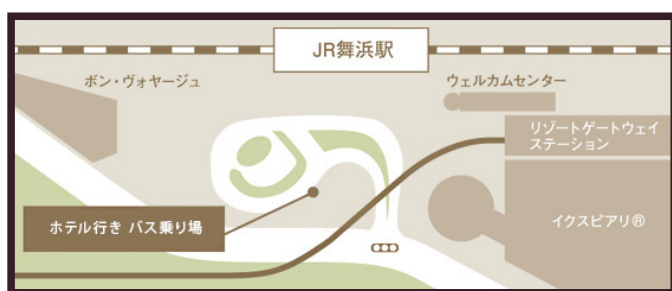 JR舞浜駅
ボン・ヴォヤージュ
ウェルカムセンター
リゾートゲートウェイ
ステーション
ホテル行き バス乗り場
イクスピアリ®